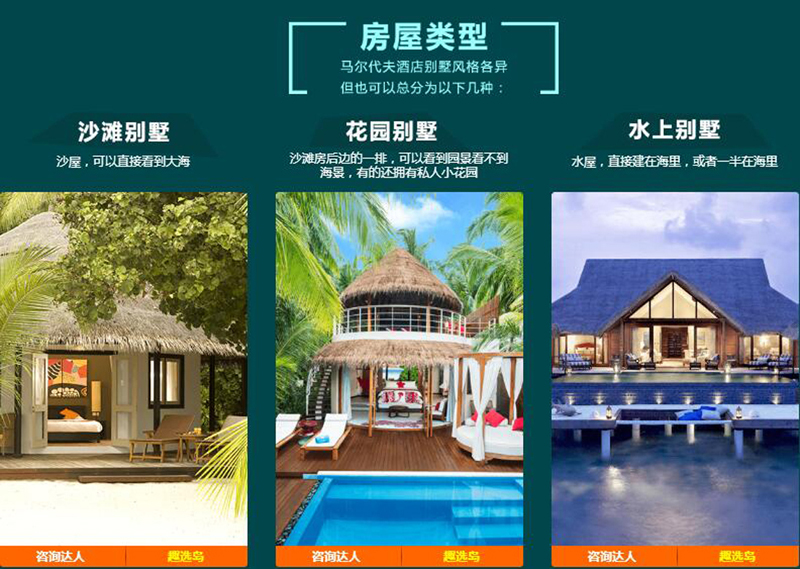 房屋类型
马尔代夫酒店别墅风格各异
但也可以总分为以下几种：
沙滩别墅
沙屋，可以直接看到大海
花园别墅
沙滩房后边的一排，可以看到园景看不到
海景，有的还拥有私人小花园
水上别墅
水屋，直接建在海里，或者一半在海里
咨询达人 趣选岛
咨询达人 趣选岛
咨询达人 趣选岛